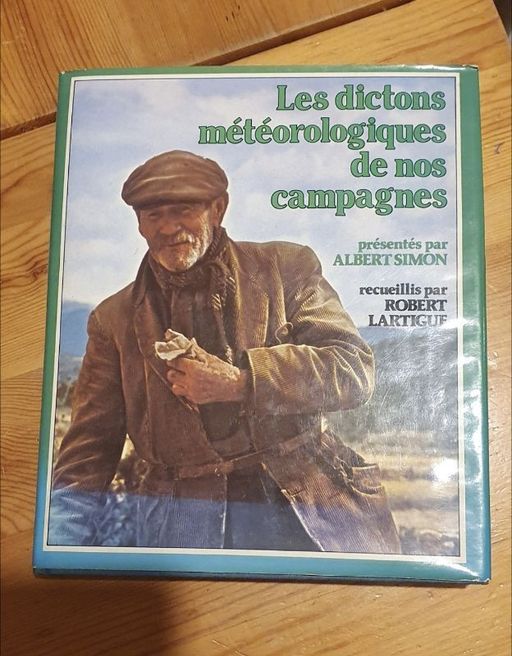 Les dictons
météorologiques
de nos
campagnes
présentés par
ALBERT SIMON
recueillis par
ROBERT
LARTIGUE